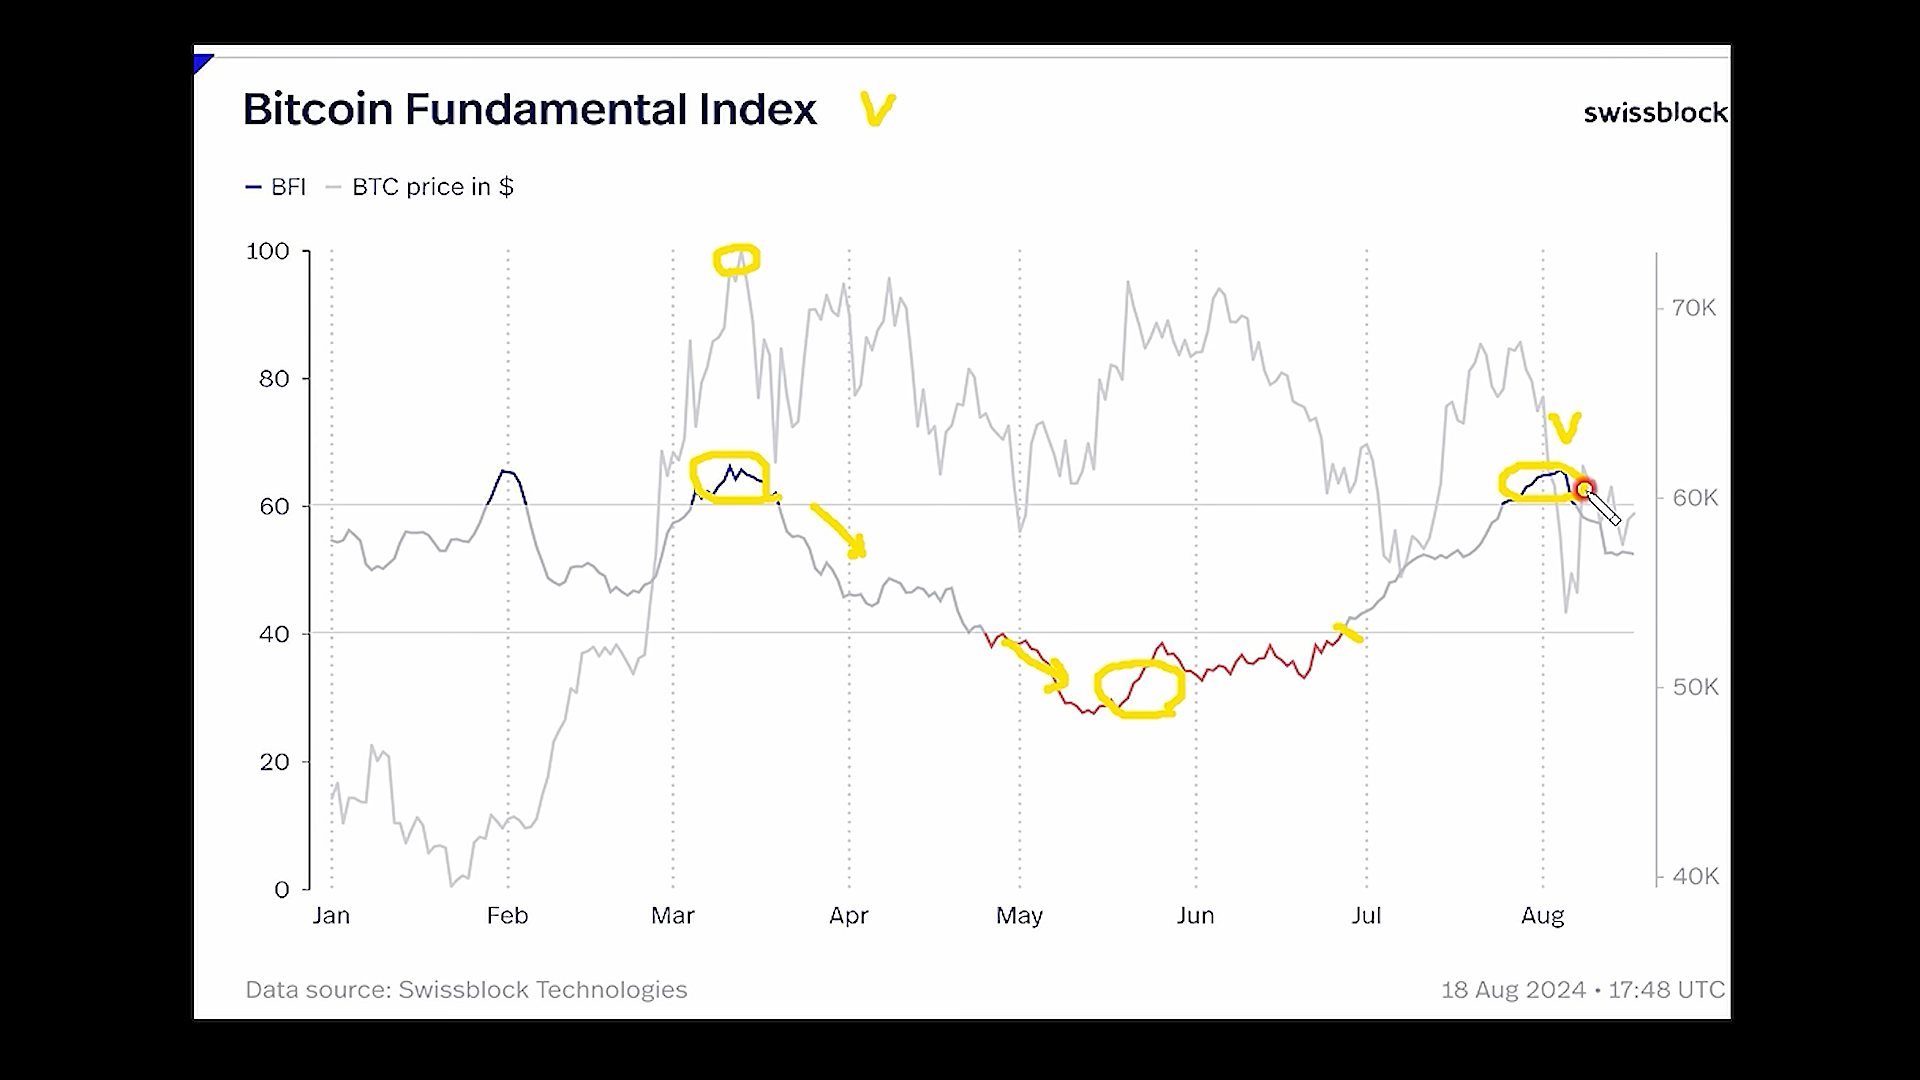 Bitcoin Fundamental Index V
swissblock
BFI BTC price in $
100
80
60
40
20
0
70K
60K
50K
40K
V
Jan Feb Mar Apr May Jun Jul Aug
Data source: Swissblock Technologies
18 Aug 2024 • 17:48 UTC